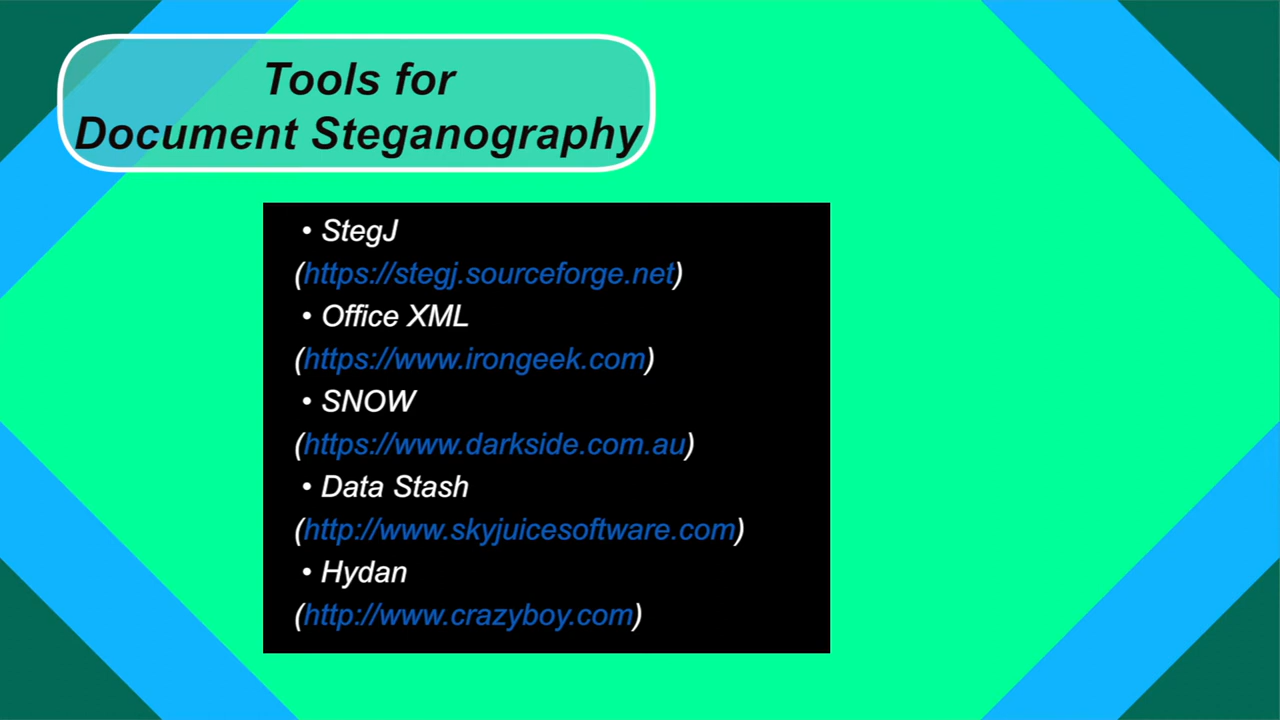 Tools for
Document Steganography
• StegJ
(https://stegj.sourceforge.net)
• Office XML
(https://www.irongeek.com)
• SNOW
(https://www.darkside.com.au)
• Data Stash
(http://www.skyjuicesoftware.com)
• Hydan
(http://www.crazyboy.com)